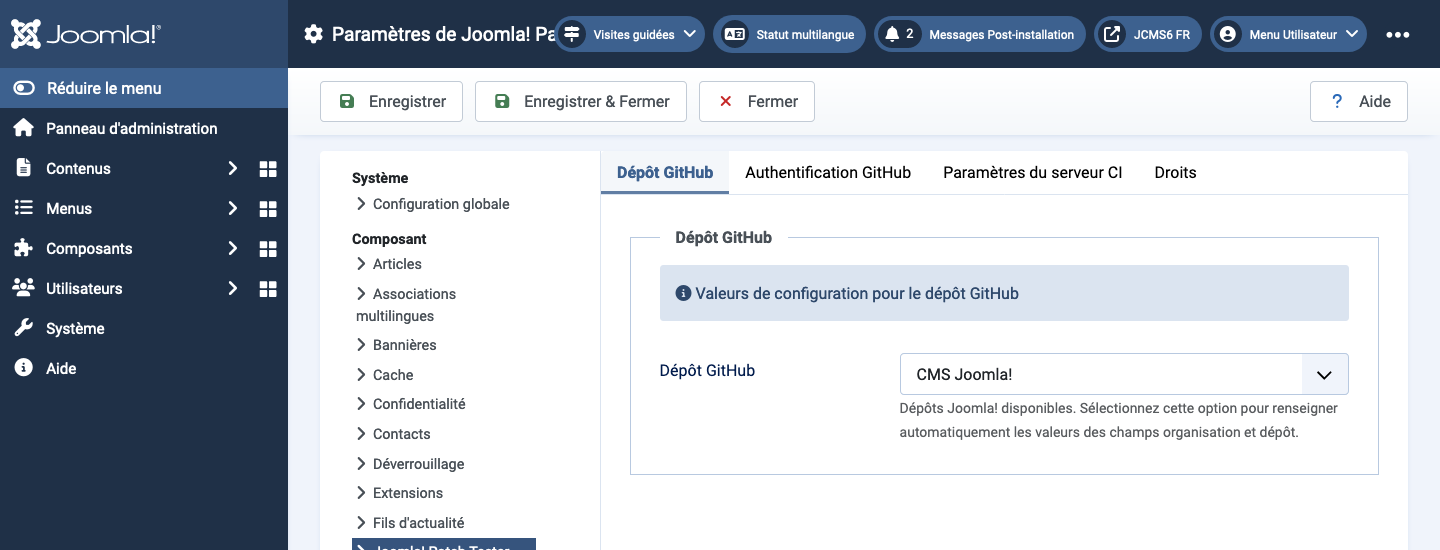 Joomla!®
Paramètres de Joomla! Pa
Visites guidées
Statut multilangue
2 Messages Post-installation
JCMS6 FR
Menu Utilisateur
Réduire le menu
Panneau d'administration
Contenus
Menus
Composants
Utilisateurs
Système
Aide
Enregistrer
Enregistrer & Fermer
Fermer
? Aide
Système
Configuration globale
Composant
Articles
Associations
multilingues
Bannières
Cache
Confidentialité
Contacts
Déverrouillage
Extensions
Fils d'actualité
Joomla! Patch Tester
Dépôt GitHub
Authentification GitHub
Paramètres du serveur CI
Droits
Dépôt GitHub
Valeurs de configuration pour le dépôt GitHub
Dépôt GitHub
CMS Joomla!
Dépôts Joomla! disponibles. Sélectionnez cette option pour renseigner
automatiquement les valeurs des champs organisation et dépôt.